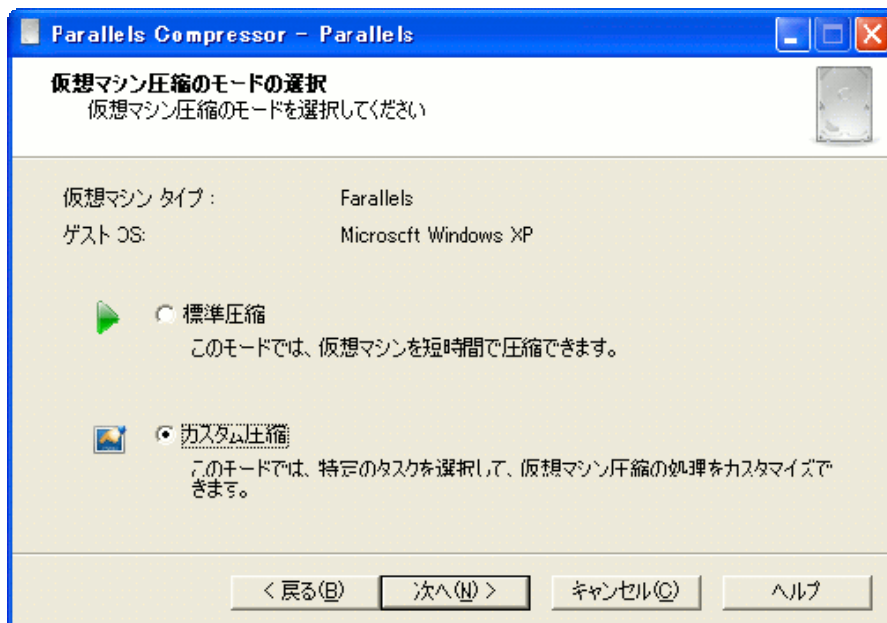 Parallels Compressor - Parallels
仮想マシン圧縮のモードの選択
仮想マシン圧縮のモードを選択してください
仮想マシン タイプ : Farallels
ゲスト OS: Microscft Windows XP
標準圧縮
このモードでは、仮想マシンを短時間で圧縮できます。
カスタム圧縮
このモードでは、特定のタスクを選択して、仮想マシン圧縮の処理をカスタマイズで
きます。
< 戻る(B)
次へ(N) >
キャンセル(C)
ヘルプ